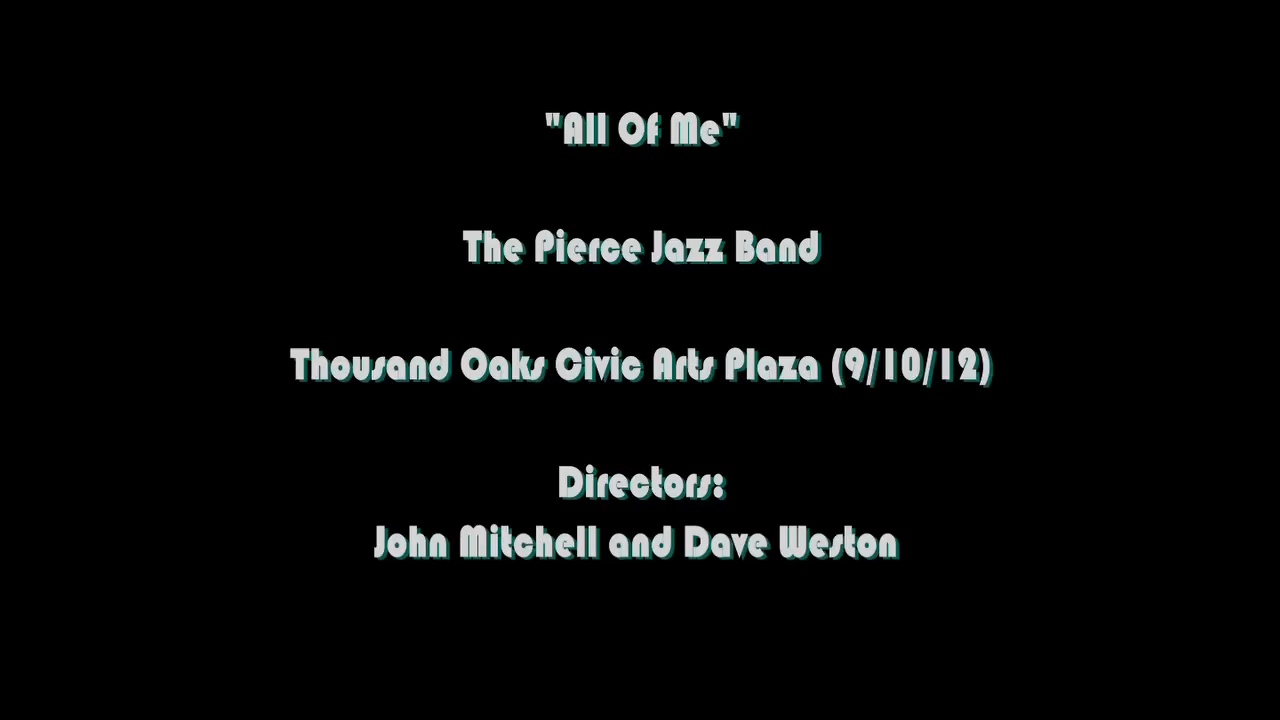 "All Of Me"
The Pierce Jazz Band
Thousand Oaks Civic Arts Plaza (9/10/12)
Directors:
John Mitchell and Dave Weston